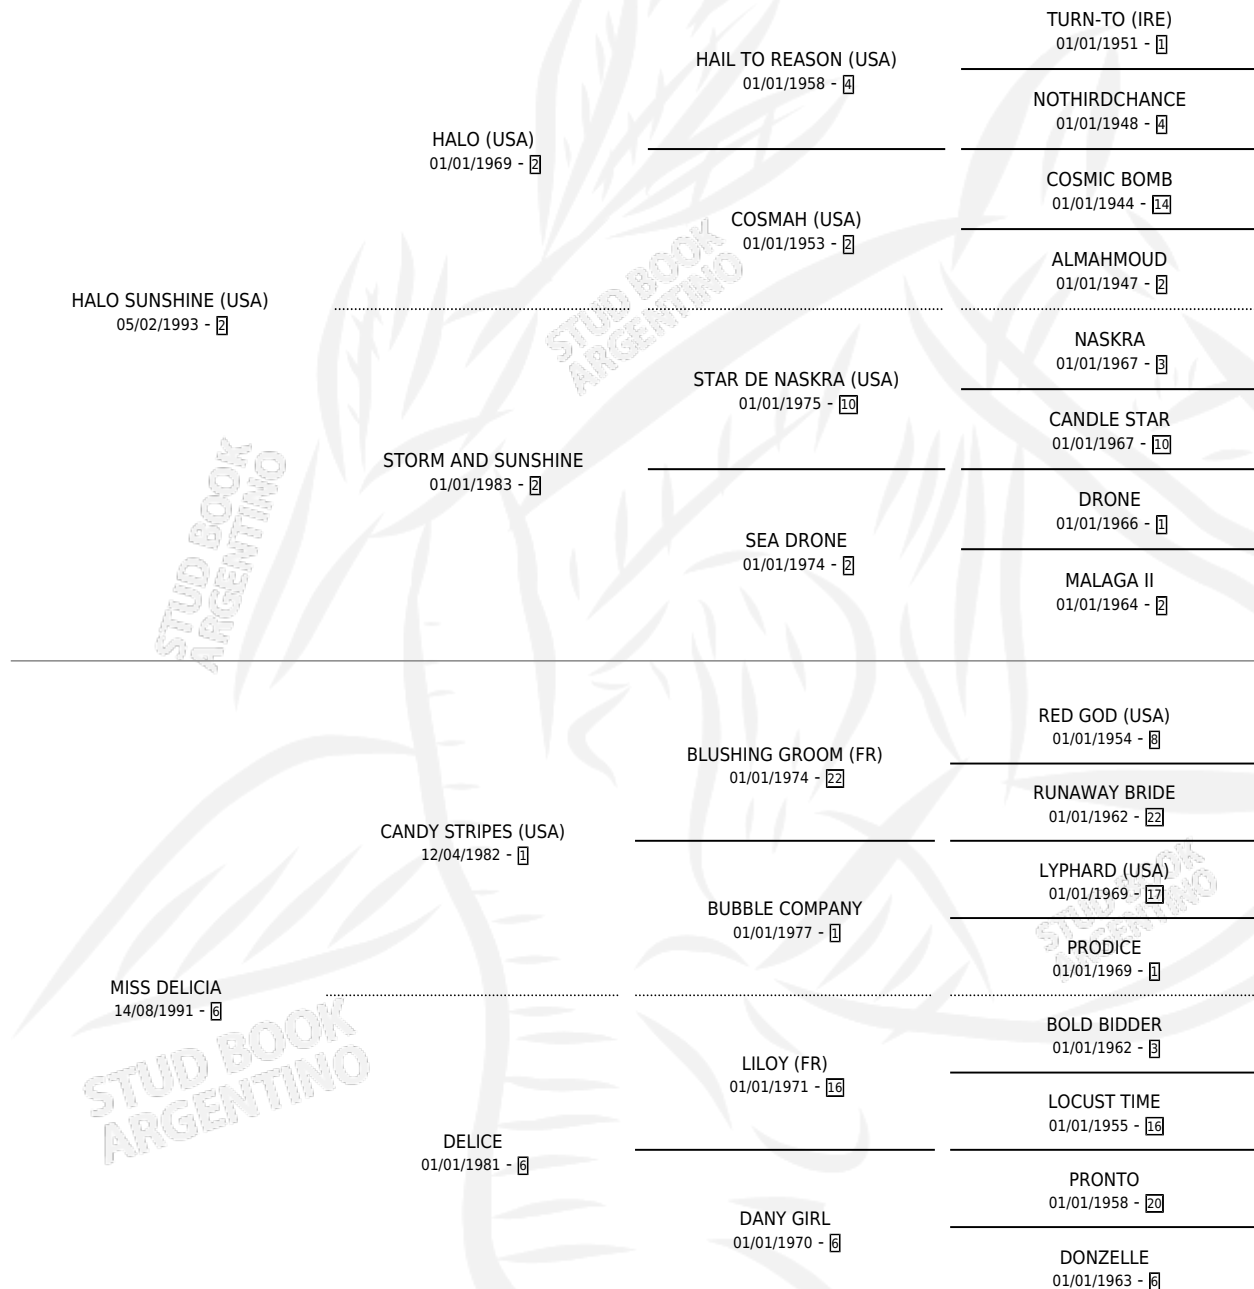 TURN-TO (IRE)
01/01/1951 - 1
HAIL TO REASON (USA)
01/01/1958 - 4
NOTHIRDCHANCE
01/01/1948 - 4
HALO (USA)
01/01/1969 - 2
COSMIC BOMB
01/01/1944 - 14
COSMAH (USA)
01/01/1953 - 2
ALMAHMOUD
01/01/1947 - 2
HALO SUNSHINE (USA)
05/02/1993 - 2
NASKRA
01/01/1967 - 3
STAR DE NASKRA (USA)
01/01/1975 - 10
CANDLE STAR
01/01/1967 - 10
STORM AND SUNSHINE
01/01/1983 - 2
DRONE
01/01/1966 - 1
SEA DRONE
01/01/1974 - 2
MALAGA II
01/01/1964 - 2
RED GOD (USA)
01/01/1954 - 8
BLUSHING GROOM (FR)
01/01/1974 - 22
RUNAWAY BRIDE
01/01/1962 - 22
CANDY STRIPES (USA)
12/04/1982 - 1
LYPHARD (USA)
01/01/1969 - 17
BUBBLE COMPANY
01/01/1977 - 1
PRODICE
01/01/1969 - 1
MISS DELICIA
14/08/1991 - 6
BOLD BIDDER
01/01/1962 - 3
LILOY (FR)
01/01/1971 - 16
LOCUST TIME
01/01/1955 - 16
DELICE
01/01/1981 - 6
PRONTO
01/01/1958 - 20
DANY GIRL
01/01/1970 - 6
DONZELLE
01/01/1963 - 6
STUD BOOK
ARGENTINO
STUD BOOK
ARGENTINO
STUD BOOK
ARGENTINO
STUD BOOK
ARGENTINO